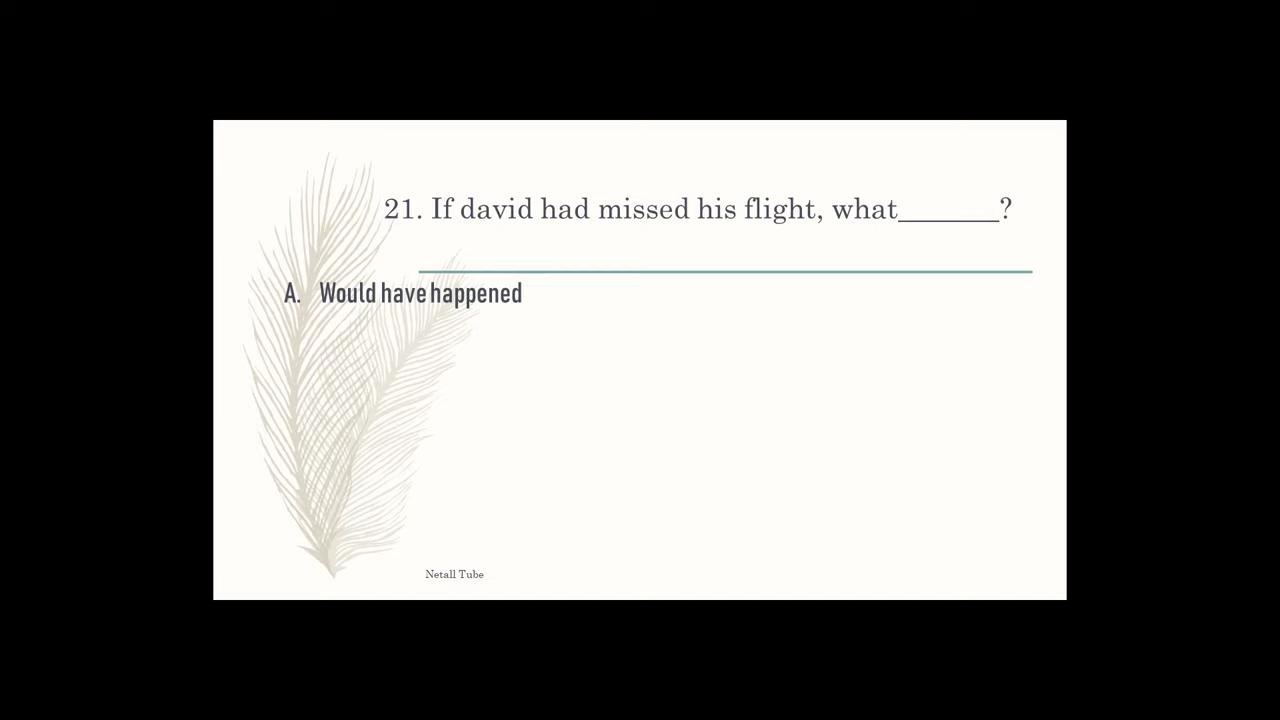 21. If david had missed his flight, what_______?
A. Would have happened
Netall Tube